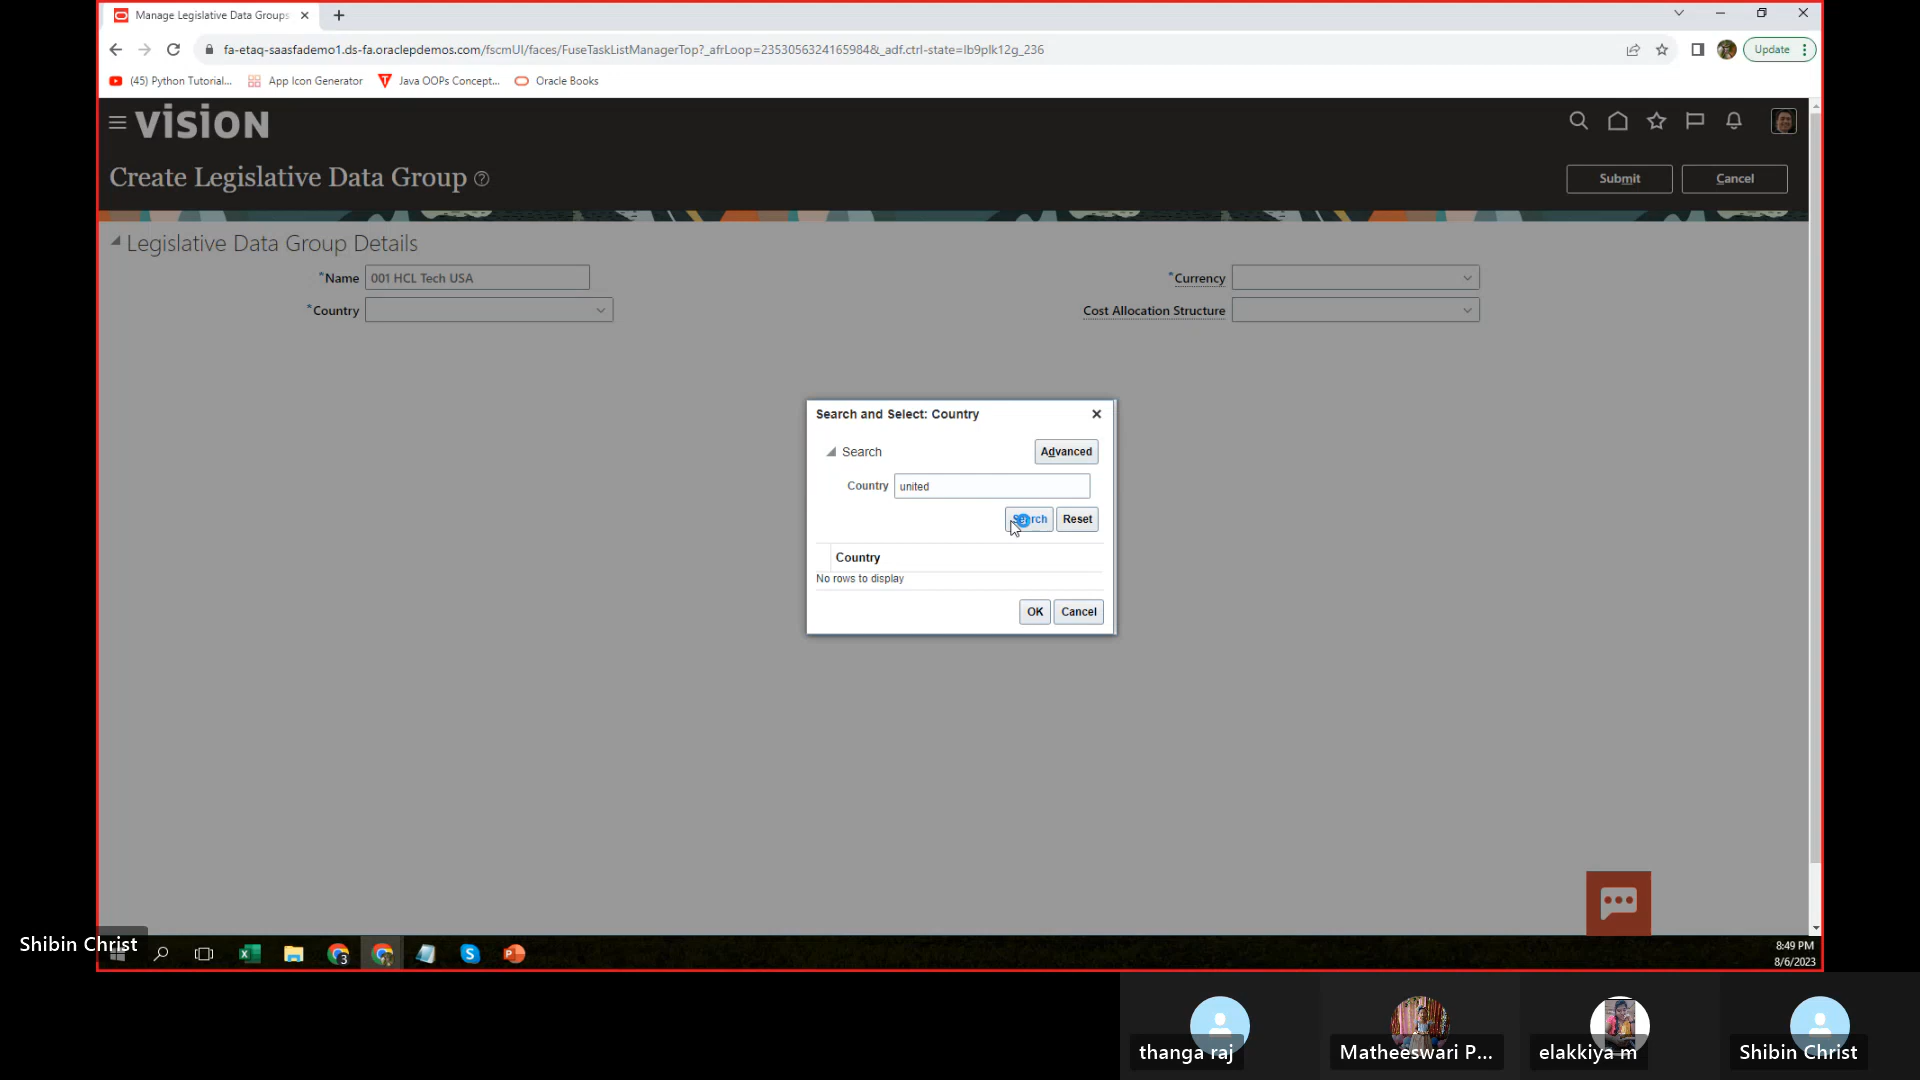 Manage Legislative Data Groups
fa-etaq-saasfademo1.ds-fa.oraclepdemos.com/fscmUI/faces/FuseTaskListManagerTop?_afrLoop=2353056324165984&_adf.ctrl-state=lb9plk12g_236
Update
(45) Python Tutorial...
App Icon Generator
Java OOPs Concept...
Oracle Books
VISION
Create Legislative Data Group
Submit
Cancel
Legislative Data Group Details
*Name 001 HCL Tech USA
*Currency
*Country
Cost Allocation Structure
Search and Select: Country
Search
Advanced
Country united
Search
Reset
Country
No rows to display
OK
Cancel
Shibin Christ
3
8:49 PM
8/6/2023
thanga raj
Matheeswari P...
elakkiya m
Shibin Christ